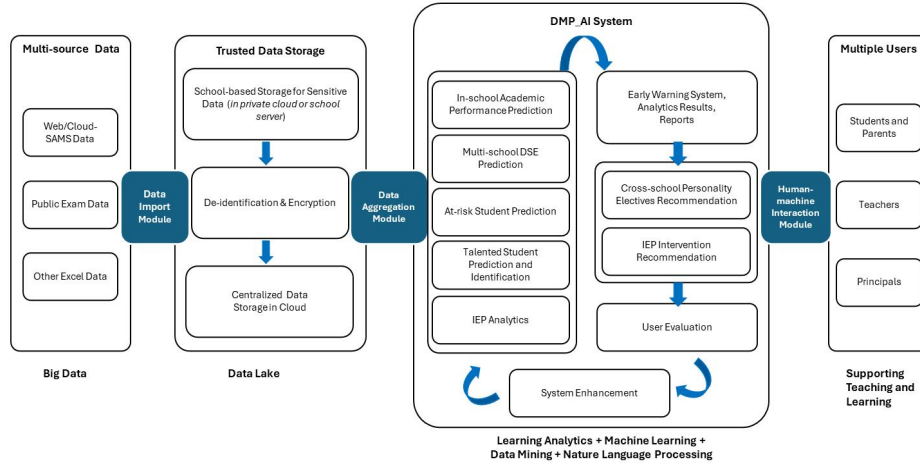 Multi-source Data
Web/Cloud-
SAMS Data
Public Exam Data
Other Excel Data
Big Data
Data
Import
Module
Trusted Data Storage
School-based Storage for
Sensitive
Data (in private cloud or school
server)
De-identification & Encryption
Centralized Data
Storage in Cloud
Data Lake
Data
Aggregation
Module
DMP_AI System
In-school Academic
Performance Prediction
Multi-school DSE
Prediction
At-risk Student Prediction
Talented Student
Prediction and
Identification
IEP Analytics
Early Warning System,
Analytics Results,
Reports
Cross-school Personality
Electives Recommendation
IEP Intervention
Recommendation
User Evaluation
System Enhancement
Learning Analytics + Machine Learning +
Data Mining + Nature Language Processing
Human-
machine
Interaction
Module
Multiple Users
Students and
Parents
Teachers
Principals
Supporting
Teaching and
Learning